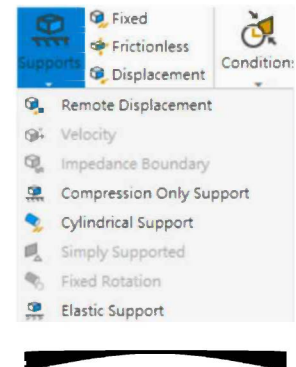 Fixed
Frictionless
Supports
Displacement
Conditions
Remote Displacement
Velocity
Impedance Boundary
Compression Only Support
Cylindrical Support
Simply Supported
Fixed Rotation
Elastic Support